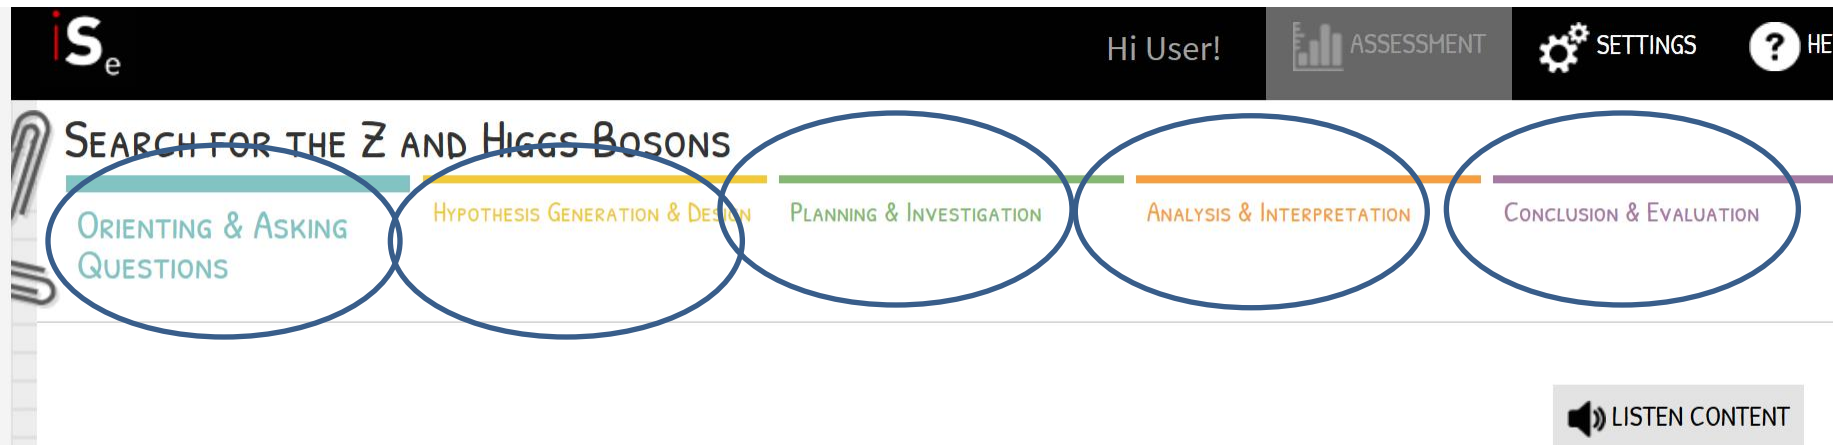 iSe
Hi User!
ASSESSMENT
SETTINGS
? HE
SEARCH FOR THE Z AND HIGGS BOSONS
ORIENTING & ASKING
QUESTIONS
HYPOTHESIS GENERATION & DESIGN
PLANNING & INVESTIGATION
ANALYSIS & INTERPRETATION
CONCLUSION & EVALUATION
LISTEN CONTENT